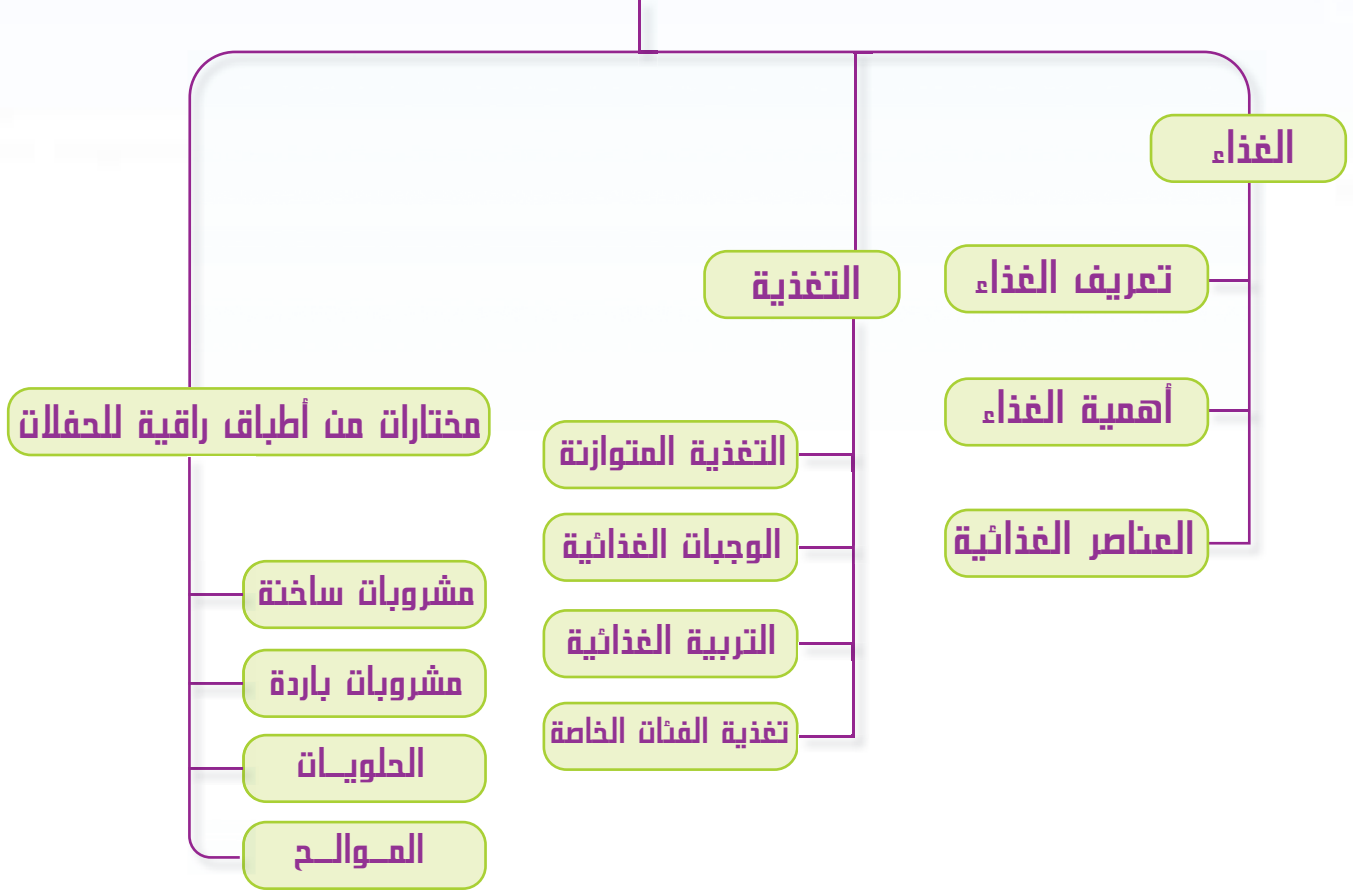 الغذاء
تعريف الغذاء
أهمية الغذاء
العناصر الغذائية
التغذية
التغذية المتوازنة
الوجبات الغذائية
التربية الغذائية
تغذية الفئات الخاصة
مختارات من أطباق راقية للحفلات
مشروبات ساخنة
مشروبات باردة
الحلويــات
المــوالــح